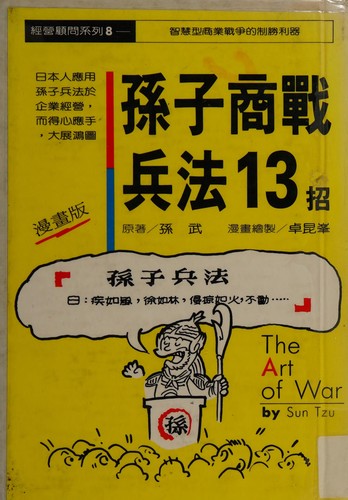 經營顧問系列8
智慧型商業戰爭的制勝利器
日本人應用
孫子兵法於
企業經營，
而得心應手
，大展鴻圖
漫畫版
孫子商戰
兵法13招
原著／孫 武 漫畫繪製／卓昆峯
孫子兵法
曰：疾如風，徐如林，侵掠如火，不動……
孫
The
Art
of War
by Sun Tzu